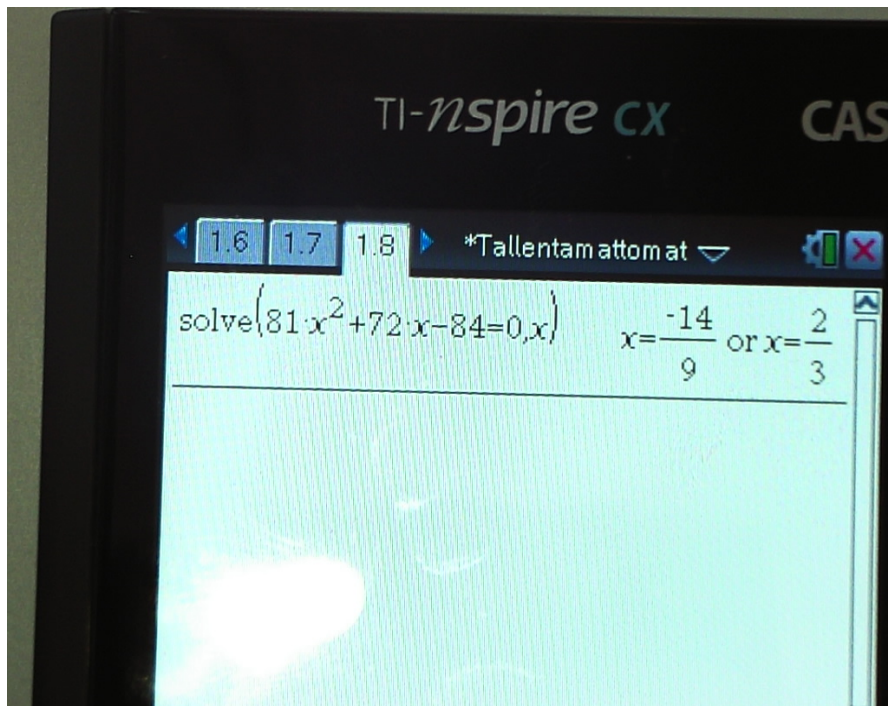 TI-nspire CX CAS
1.6 1.7 1.8 *Tallentamattomat
solve(81·x²+72·x-84=0,x) x=-14/9 or x=2/3